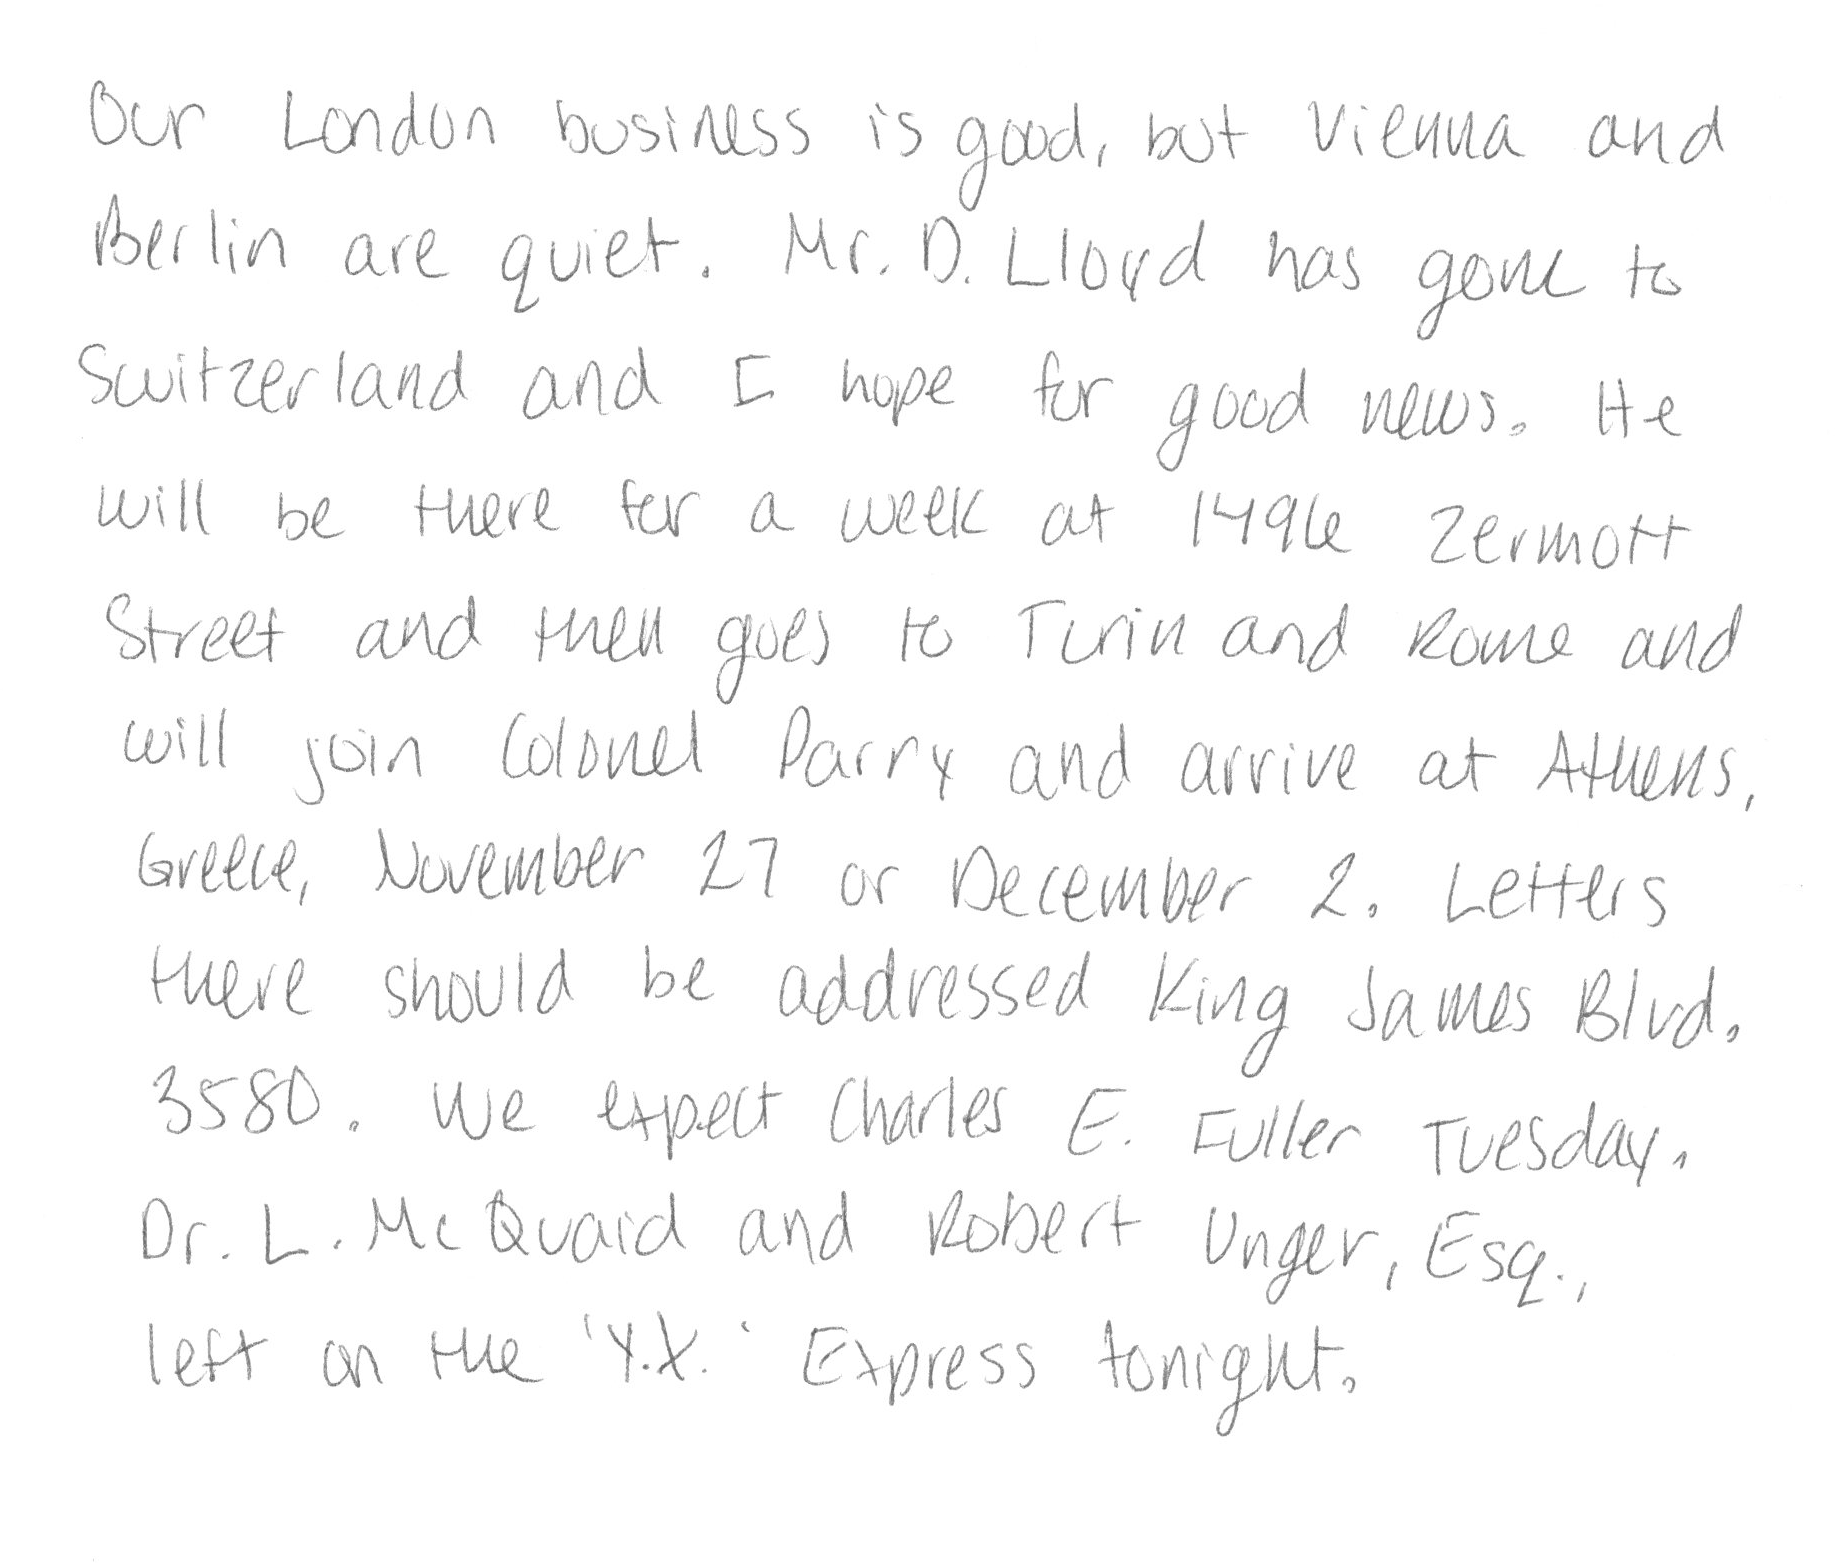 Our London business is good, but Vienna and
Berlin are quiet. Mr. D. Lloyd has gone to
Switzerland and I hope for good news. He
will be there for a week at 1496 Zermott
Street and then goes to Turin and Rome and
will join Colonel Parry and arrive at Athens,
Greece, November 27 or December 2. Letters
there should be addressed King James Blvd.
3580. We expect Charles E. Fuller Tuesday.
Dr. L. McQuaid and Robert Unger, Esq.,
left on the 'Y.X.' Express tonight.